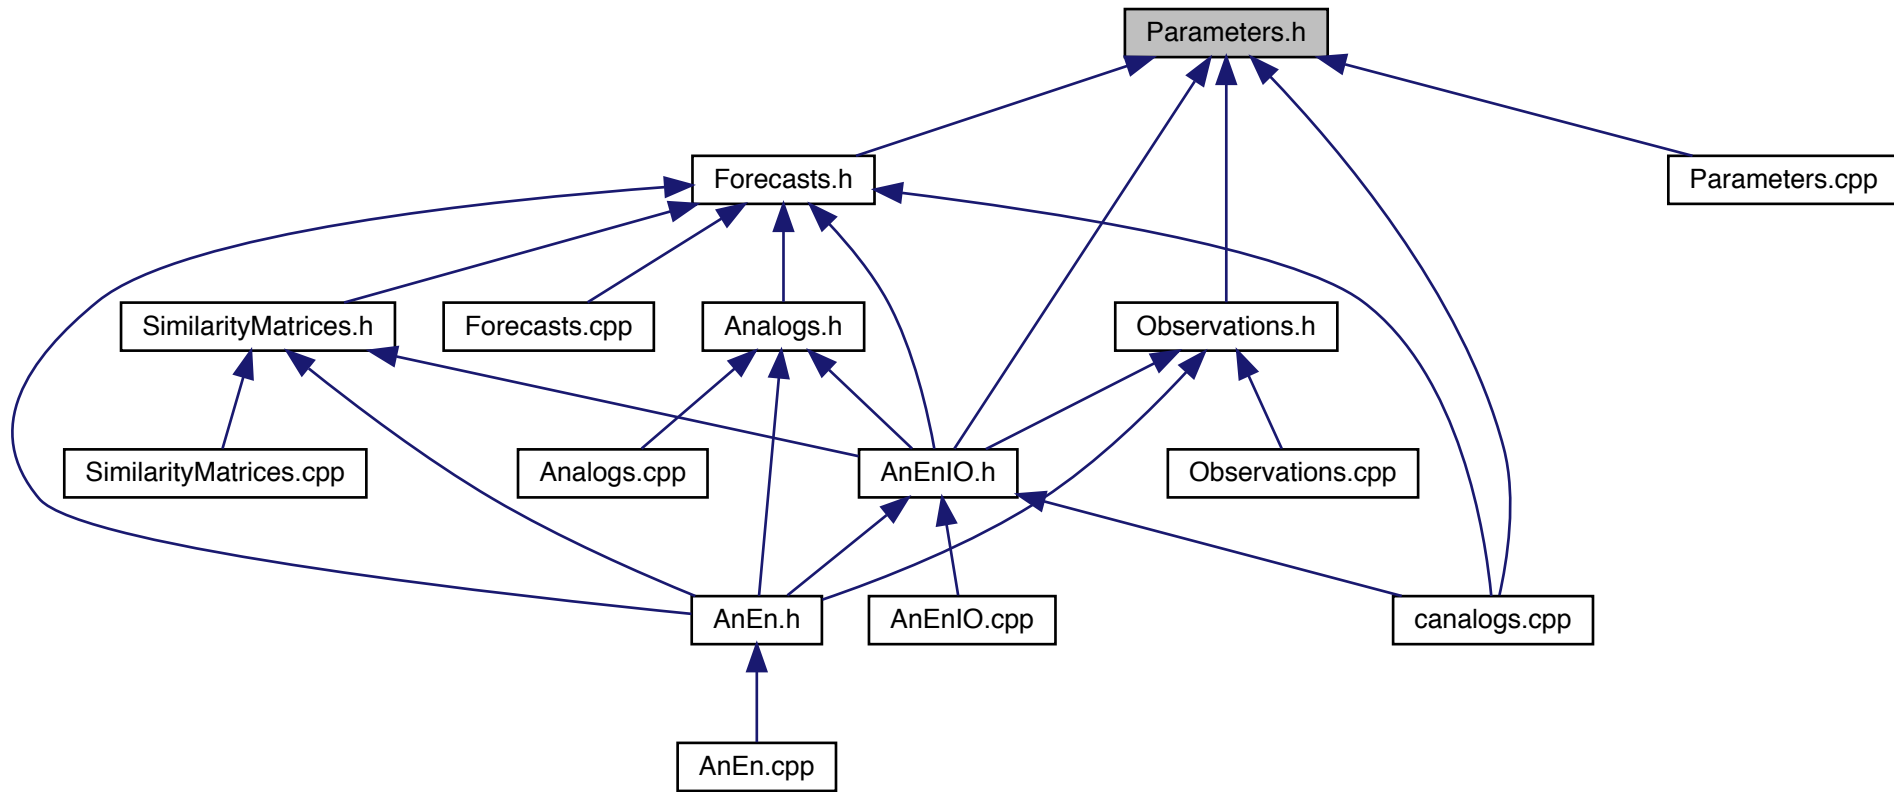 Parameters.h
Forecasts.h
Parameters.cpp
SimilarityMatrices.h
Forecasts.cpp
Analogs.h
Observations.h
SimilarityMatrices.cpp
Analogs.cpp
AnEnIO.h
Observations.cpp
AnEn.h
AnEnIO.cpp
canalogs.cpp
AnEn.cpp